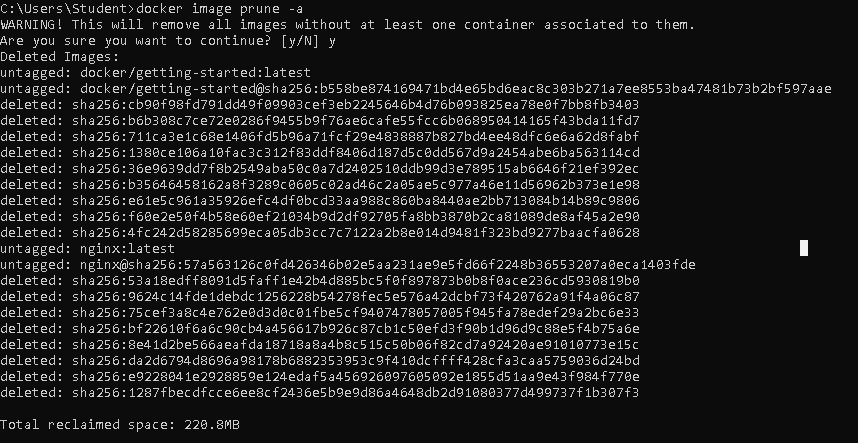 C:\Users\Student>docker image prune -a
WARNING! This will remove all images without at least one container associated to them.
Are you sure you want to continue? [y/N] y
Deleted Images:
untagged: docker/getting-started:latest
untagged: docker/getting-started@sha256:b558be874169471bd4e65bd6eac8c303b271a7ee8553ba47481b73b2bf597aae
deleted: sha256:cb90f98fd791dd49f09903cef3eb2245646b4d76b093825ea78e0f7bb8fb3403
deleted: sha256:b6b308c7ce72e0286f9455b9f76ae6cafe55fcc6b068950414165f43bda11fd7
deleted: sha256:711ca3e1c68e1406fd5b96a71fcf29e4838887b827bd4ee48dfc6e6a62d8fabf
deleted: sha256:1380ce106a10fac3c312f83ddf8406d187d5c0dd567d9a2454abe6ba563114cd
deleted: sha256:36e9639dd7f8b2549aba50c0a7d2402510ddb99d3e789515ab6646f21ef392ec
deleted: sha256:b35646458162a8f3289c0605c02ad46c2a05ae5c977a46e11d56962b373e1e98
deleted: sha256:e61e5c961a35926efc4df0bcd33aa988c860ba8440ae2bb713084b14b89c9806
deleted: sha256:f60e2e50f4b58e60ef21034b9d2df92705fa8bb3870b2ca81089de8af45a2e90
deleted: sha256:4fc242d58285699eca05db3cc7c7122a2b8e014d9481f323bd9277baacfa0628
untagged: nginx:latest
untagged: nginx@sha256:57a563126c0fd426346b02e5aa231ae9e5fd66f2248b36553207a0eca1403fde
deleted: sha256:53a18edff8091d5faff1e42b4d885bc5f0f897873b0b8f0ace236cd5930819b0
deleted: sha256:9624c14fde1debdc1256228b54278fec5e576a42dcbf73f420762a91f4a06c87
deleted: sha256:75cef3a8c4e762e0d3d0c01fbe5cf9407478057005f945fa78edef29a2bc6e33
deleted: sha256:bf22610f6a6c90cb4a456617b926c87cb1c50efd3f90b1d96d9c88e5f4b75a6e
deleted: sha256:8e41d2be566aeafda18718a8a4b8c515c50b06f82cd7a92420ae91010773e15c
deleted: sha256:da2d6794d8696a98178b6882353953c9f410dcffff428cfa3caa5759036d24bd
deleted: sha256:e9228041e2928859e124edaf5a456926097605092e1855d51aa9e43f984f770e
deleted: sha256:1287fbecdfcce6ee8cf2436e5b9e9d86a4648db2d91080377d499737f1b307f3
Total reclaimed space: 220.8MB